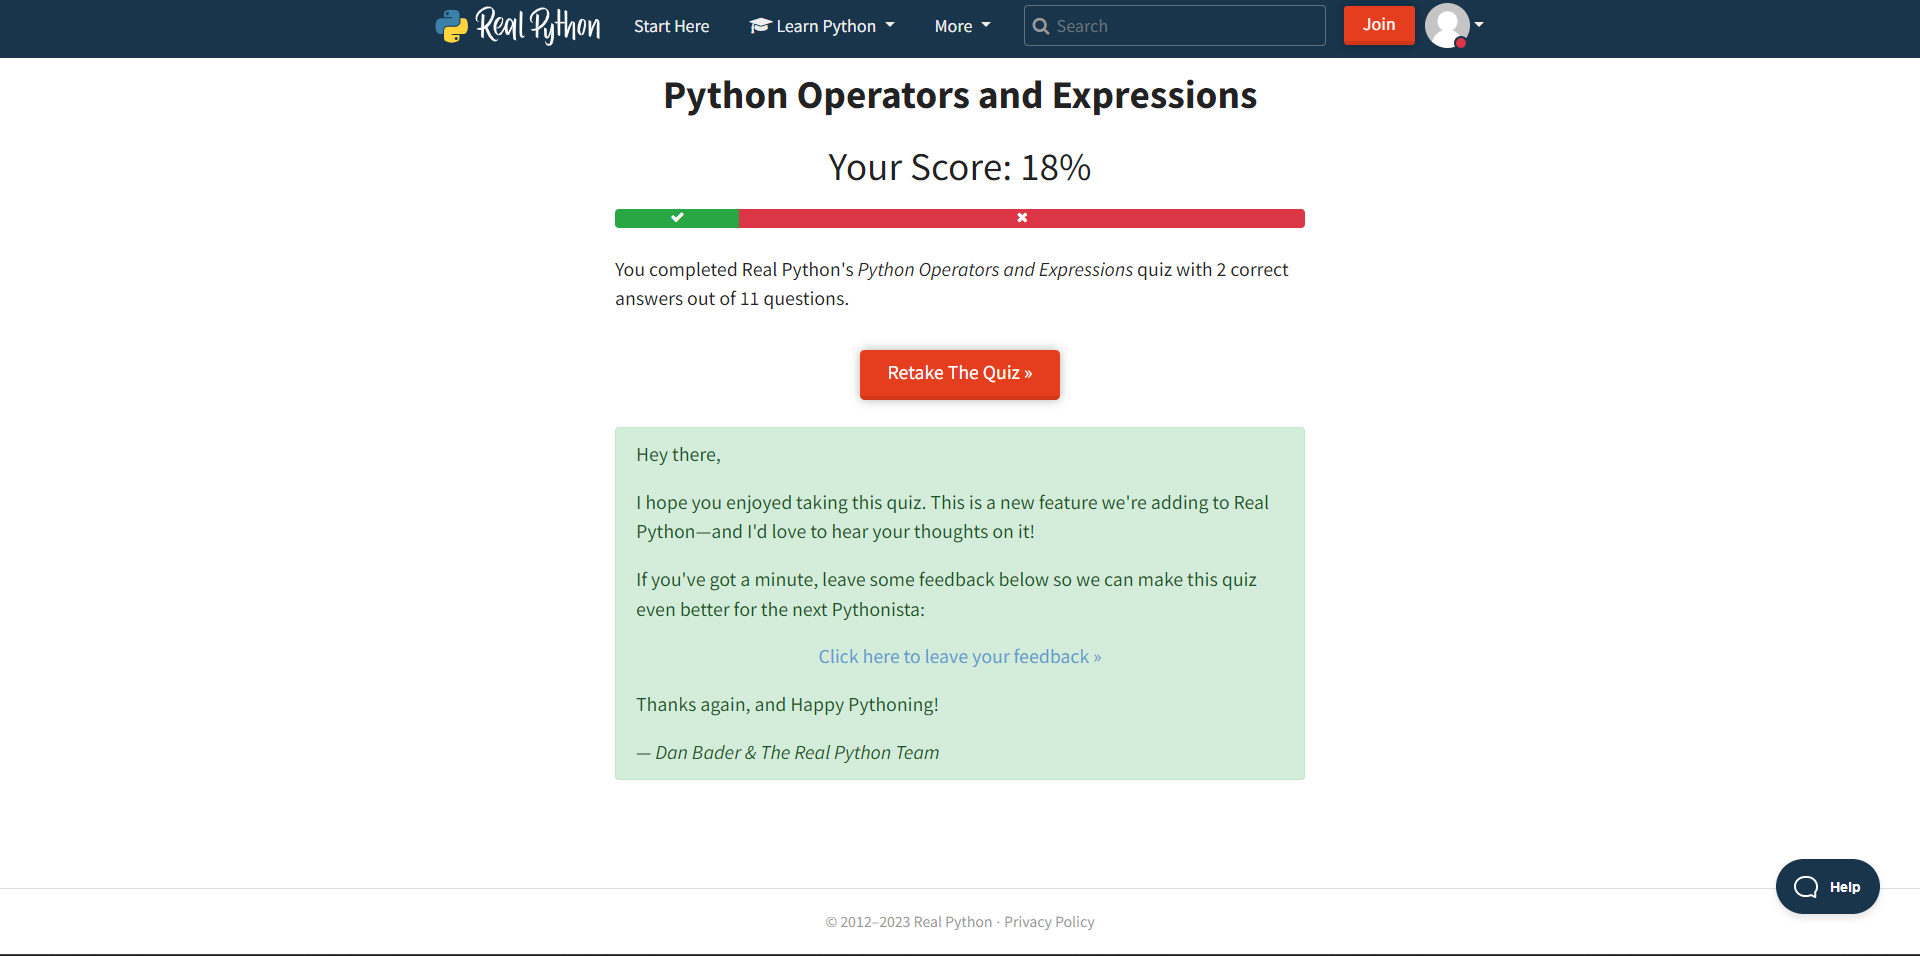 Real Python
Start Here
Learn Python
More
Search
Join
Python Operators and Expressions
Your Score: 18%
You completed Real Python's Python Operators and Expressions quiz with 2 correct
answers out of 11 questions.
Retake The Quiz »
Hey there,
I hope you enjoyed taking this quiz. This is a new feature we're adding to Real
Python—and I'd love to hear your thoughts on it!
If you've got a minute, leave some feedback below so we can make this quiz
even better for the next Pythonista:
Click here to leave your feedback »
Thanks again, and Happy Pythoning!
— Dan Bader & The Real Python Team
Help
© 2012–2023 Real Python · Privacy Policy